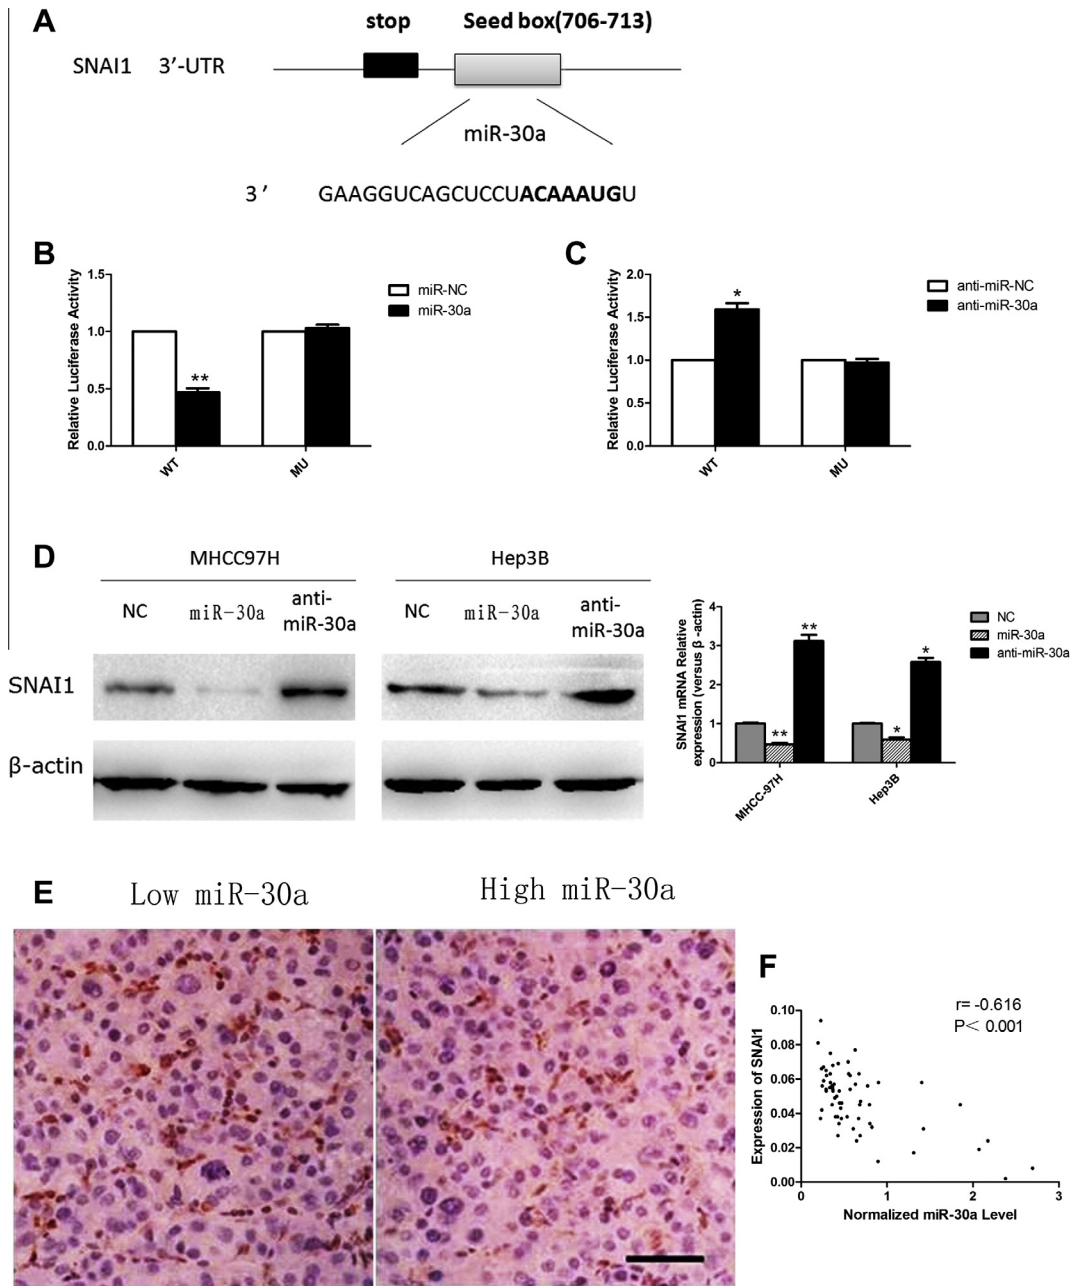 A
stop Seed box(706-713)
SNAI1 3′-UTR
miR-30a
3′ GAAGGUCAGCUCCUACAAAUGU
B
Relative Luciferase Activity
1.5
1.0
0.5
0.0
**
WT
MU
miR-NC
miR-30a
C
Relative Luciferase Activity
2.0
1.5
1.0
0.5
0.0
*
WT
MU
anti-miR-NC
anti-miR-30a
D
MHCC97H
NC miR-30a anti-
miR-30a
Hep3B
NC miR-30a anti-
miR-30a
SNAI1
β-actin
SNAI1 mRNA Relative
expression (versus β -actin)
4
3
2
1
0
**
**
*
*
MHCC-97H
Hep3B
NC
miR-30a
anti-miR-30a
E
Low miR-30a
High miR-30a
F
r= -0.616
P< 0.001
Expression of SNAI1
0.10
0.08
0.06
0.04
0.02
0.00
0 1 2 3
Normalized miR-30a Level